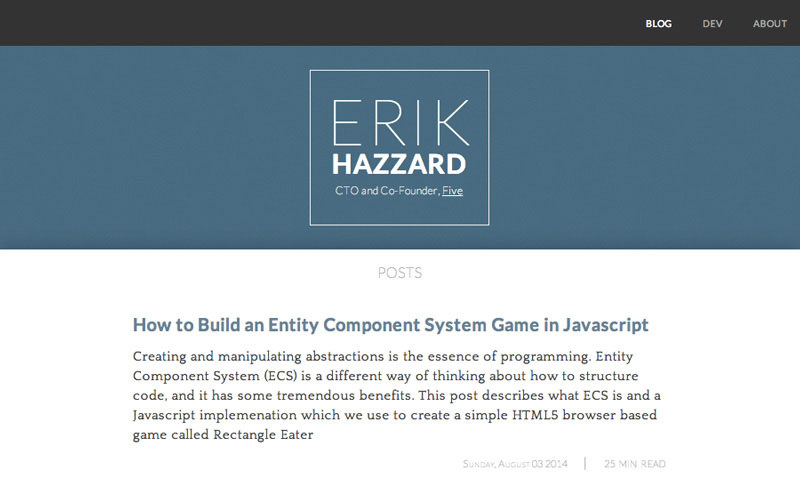 BLOG DEV ABOUT
ERIK
HAZZARD
CTO and Co-Founder, Five
POSTS
How to Build an Entity Component System Game in Javascript
Creating and manipulating abstractions is the essence of programming. Entity
Component System (ECS) is a different way of thinking about how to structure
code, and it has some tremendous benefits. This post describes what ECS is and a
Javascript implemenation which we use to create a simple HTML5 browser based
game called Rectangle Eater
Sunday, August 03 2014 | 25 MIN READ